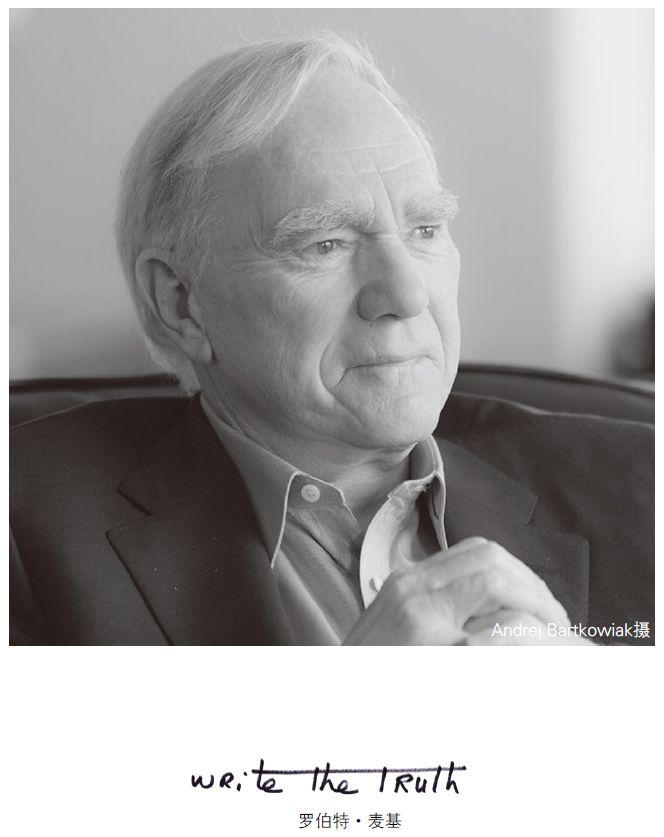 Andrej Bartkowiak摄
write the truth
罗伯特·麦基